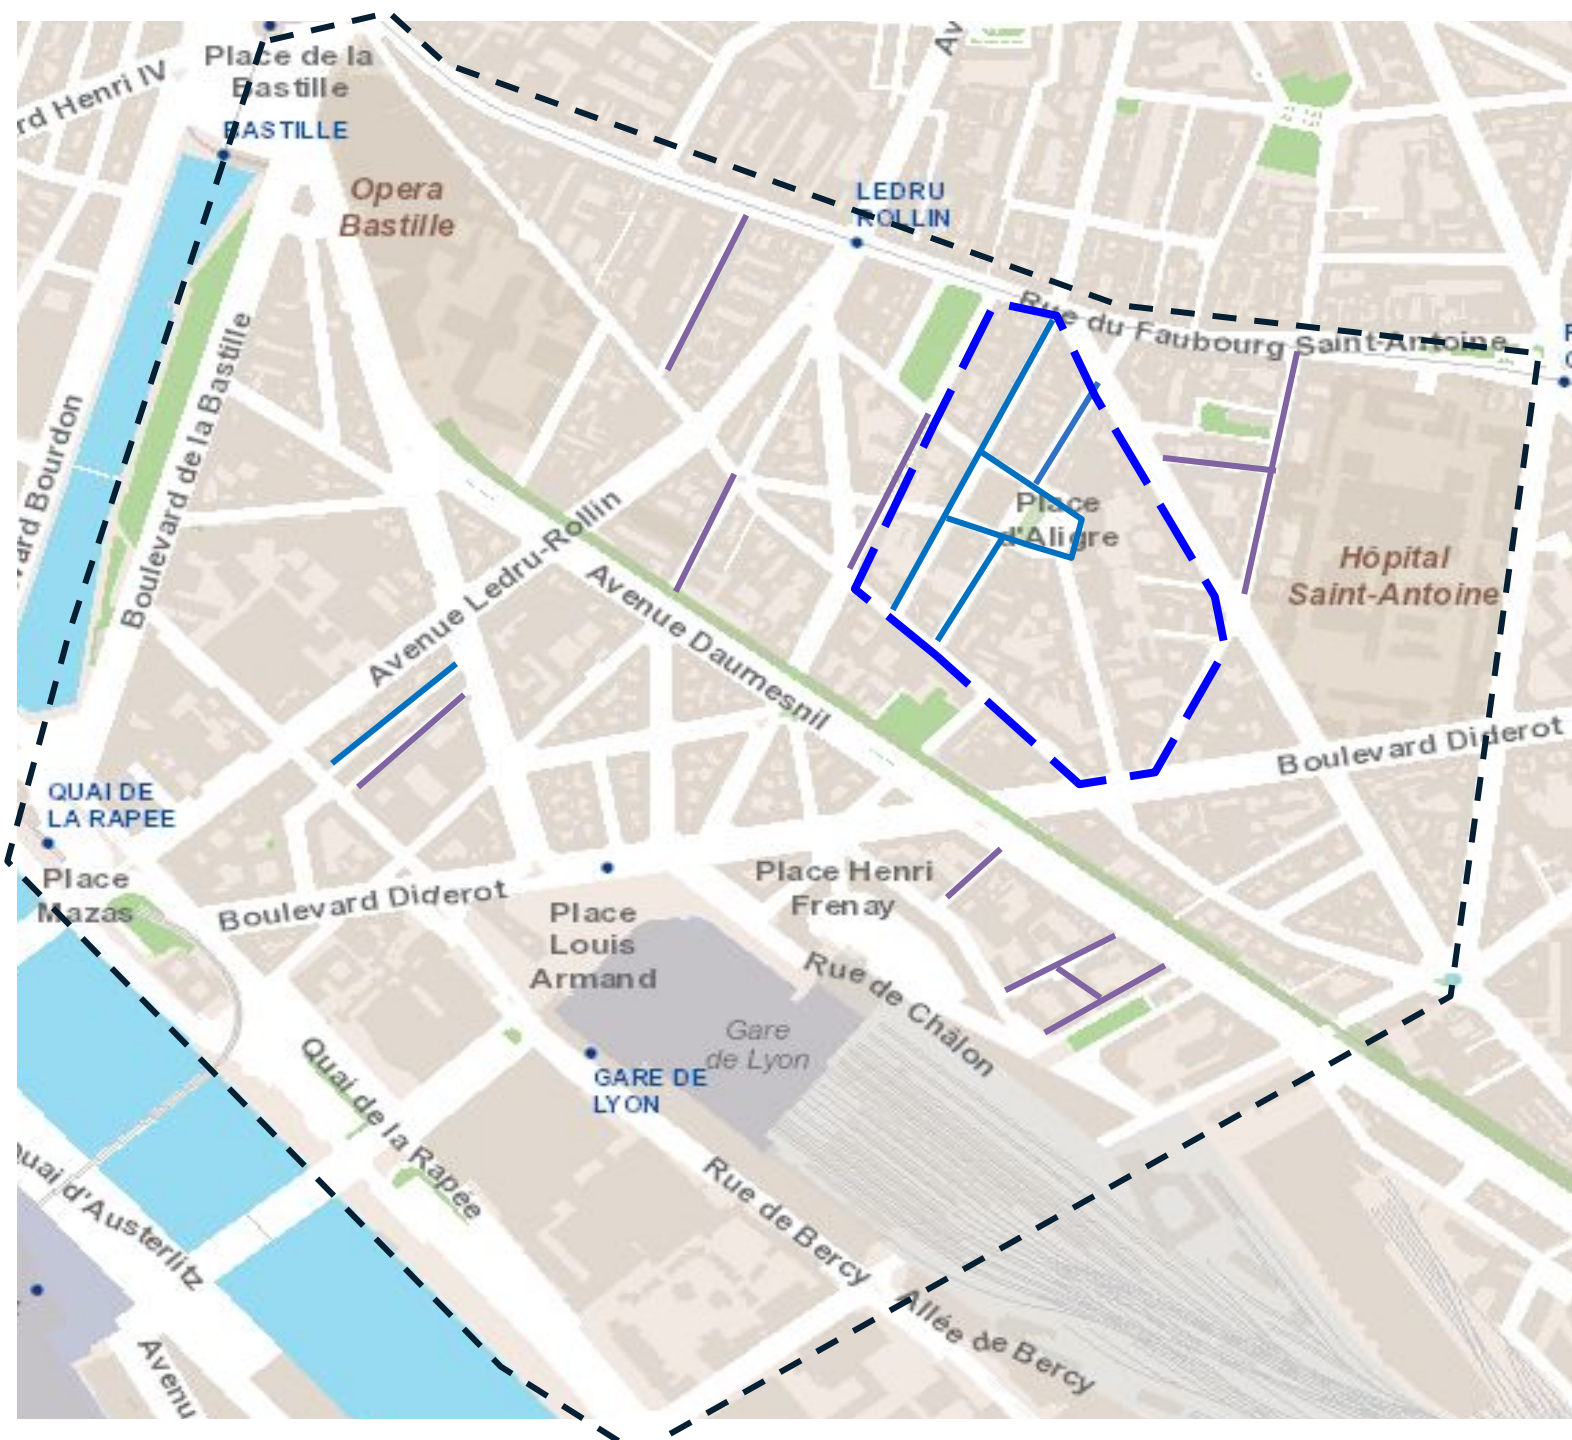 Place de la
Bastille
rd Henri IV
BASTILLE
Av
Opera
Bastille
LEDRU
ROLLIN
Rue du Faubourg Saint-Antoine
Boulevard de la Bastille
ard Bourdon
Place
d'Aligre
Hôpital
Saint-Antoine
Avenue Ledru-Rollin
Avenue Daumesnil
Boulevard Diderot
QUAI DE
LA RAPEE
Place
Mazas
Boulevard Diderot
Place Henri
Frenay
Place
Louis
Armand
Rue de Châlon
Gare
de Lyon
GARE DE
LYON
Quai de la Rapée
Rue de Bercy
uai d'Austerlitz
Allée de Bercy
Avenu